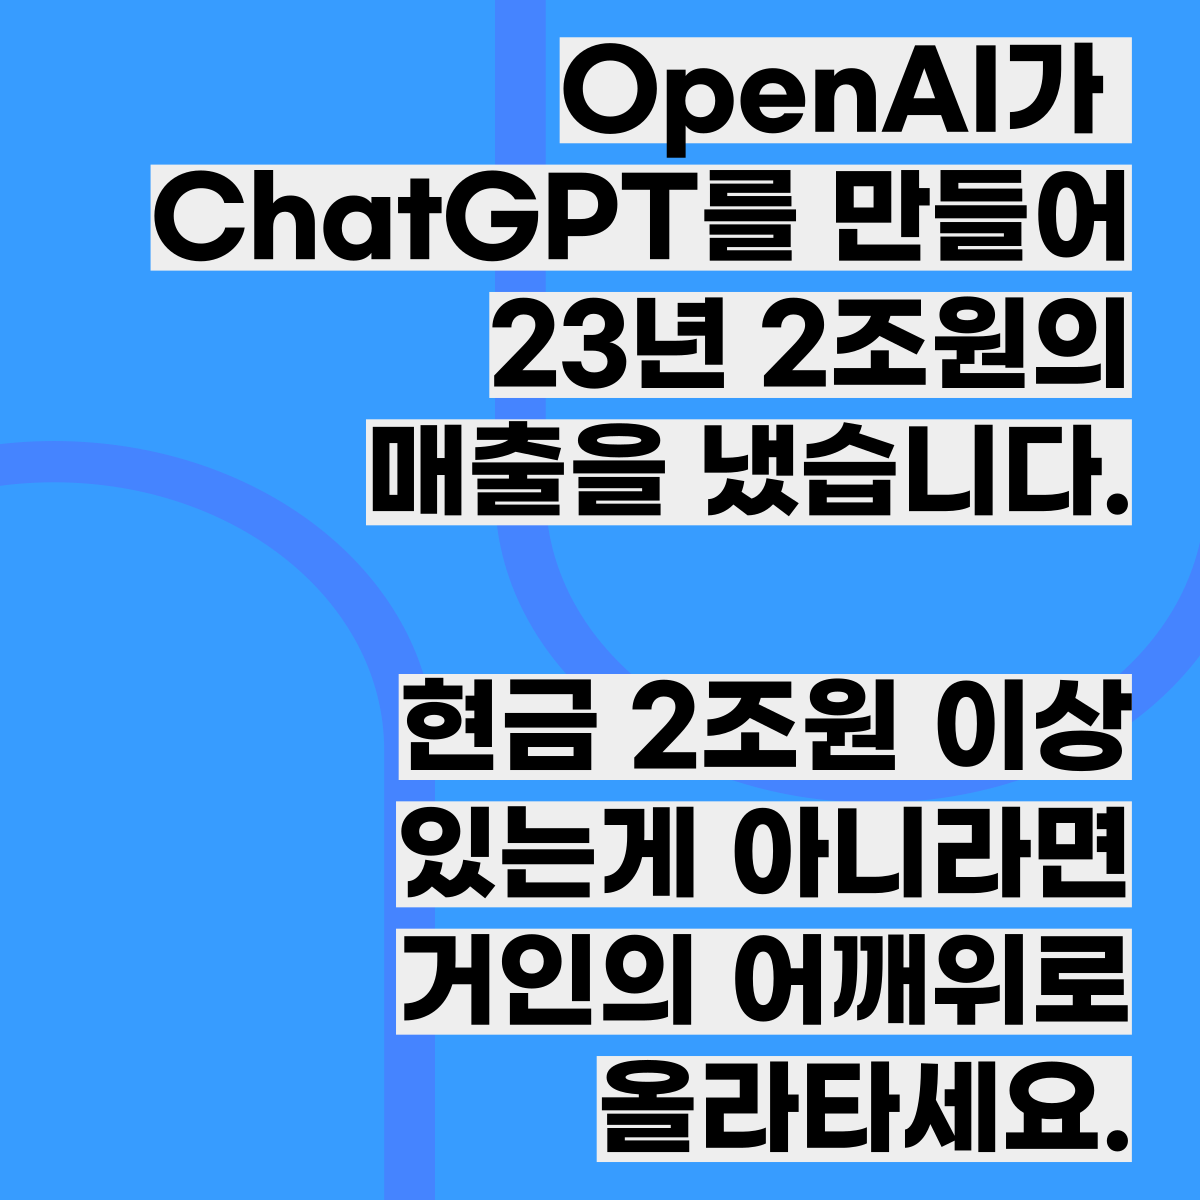 OpenAI가
ChatGPT를 만들어
23년 2조원의
매출을 냈습니다.
현금 2조원 이상
있는게 아니라면
거인의 어깨위로
올라타세요.